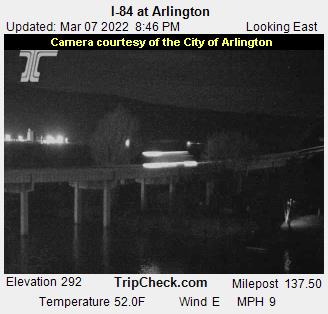 I-84 at Arlington
Updated: Mar 07 2022 8:46 PM Looking East
Camera courtesy of the City of Arlington
Elevation 292 TripCheck.com Milepost 137.50
Temperature 52.0F Wind E MPH 9